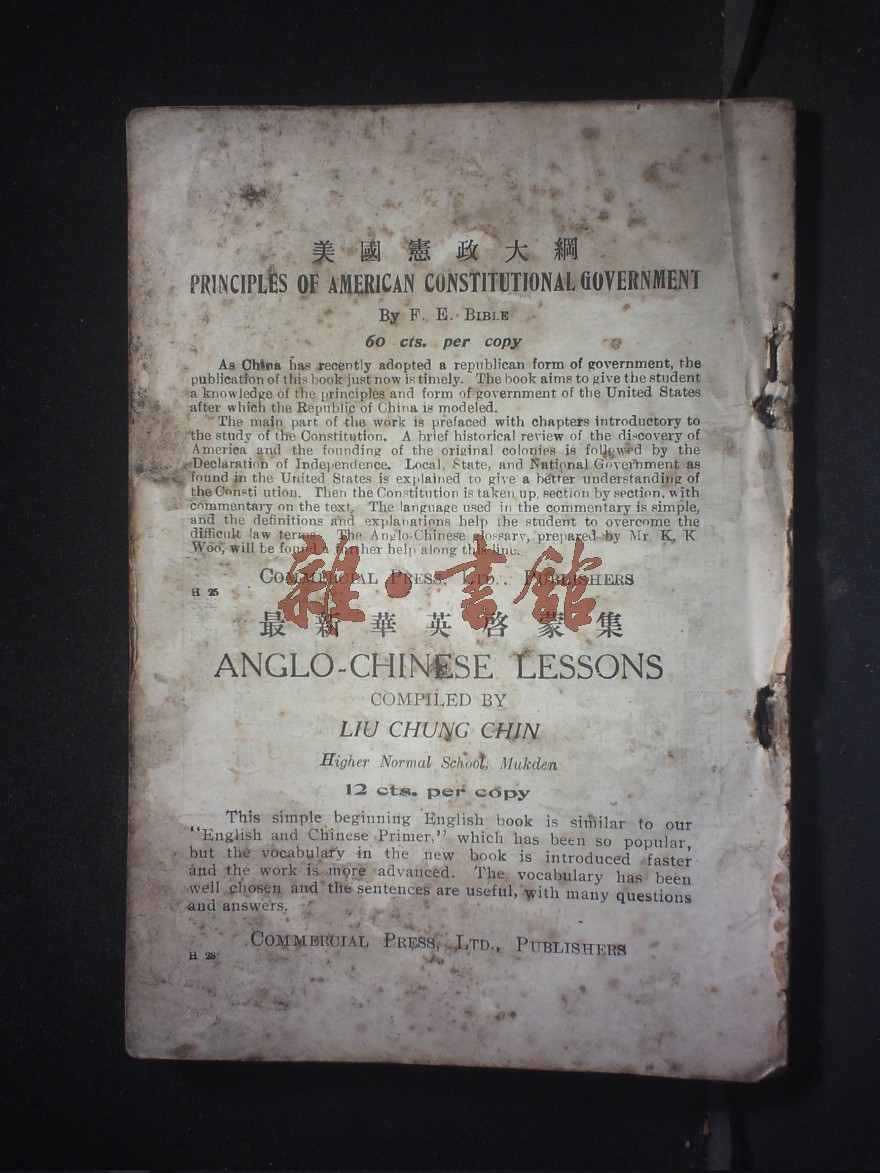 美國憲政大綱
PRINCIPLES OF AMERICAN CONSTITUTIONAL GOVERNMENT
By F. E. BIBLE
60 cts. per copy
As China has recently adopted a republican form of government, the
publication of this book just now is timely. The book aims to give the student
a knowledge of the principles and form of government of the United States
after which the Republic of China is modeled.
The main part of the work is prefaced with chapters introductory to
the study of the Constitution. A brief historical review of the discovery of
America and the founding of the original colonies is followed by the
Declaration of Independence. Local, State, and National Government as
found in the United States is explained to give a better understanding of
the Consti ution. Then the Constitution is taken up, section by section, with
commentary on the text. The language used in the commentary is simple,
and the definitions and explanations help the student to overcome the
difficult law terms. The Anglo-Chinese glossary, prepared by Mr. K. K
Woo, will be found a further help along this line.
COMMERCIAL PRESS, LTD., PUBLISHERS
H 25
雜·書館
最新華英啓蒙集
ANGLO-CHINESE LESSONS
COMPILED BY
LIU CHUNG CHIN
Higher Normal School, Mukden
12 cts. per copy
This simple beginning English book is similar to our
"English and Chinese Primer," which has been so popular,
but the vocabulary in the new book is introduced faster
and the work is more advanced. The vocabulary has been
well chosen and the sentences are useful, with many questions
and answers.
COMMERCIAL PRESS, LTD., PUBLISHERS
H 28